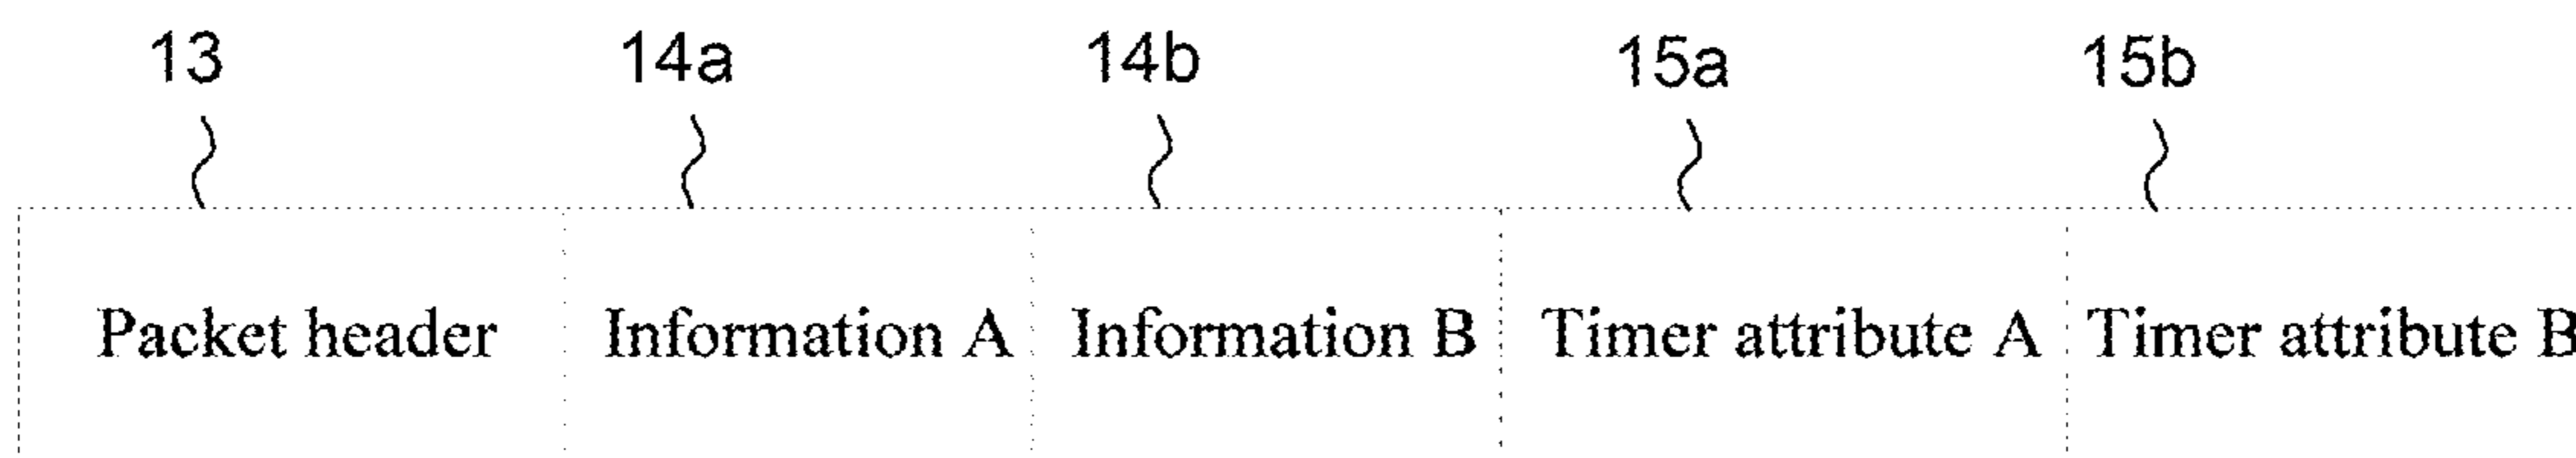 13 14a 14b 15a 15b
Packet header Information A Information B Timer attribute A Timer attribute B